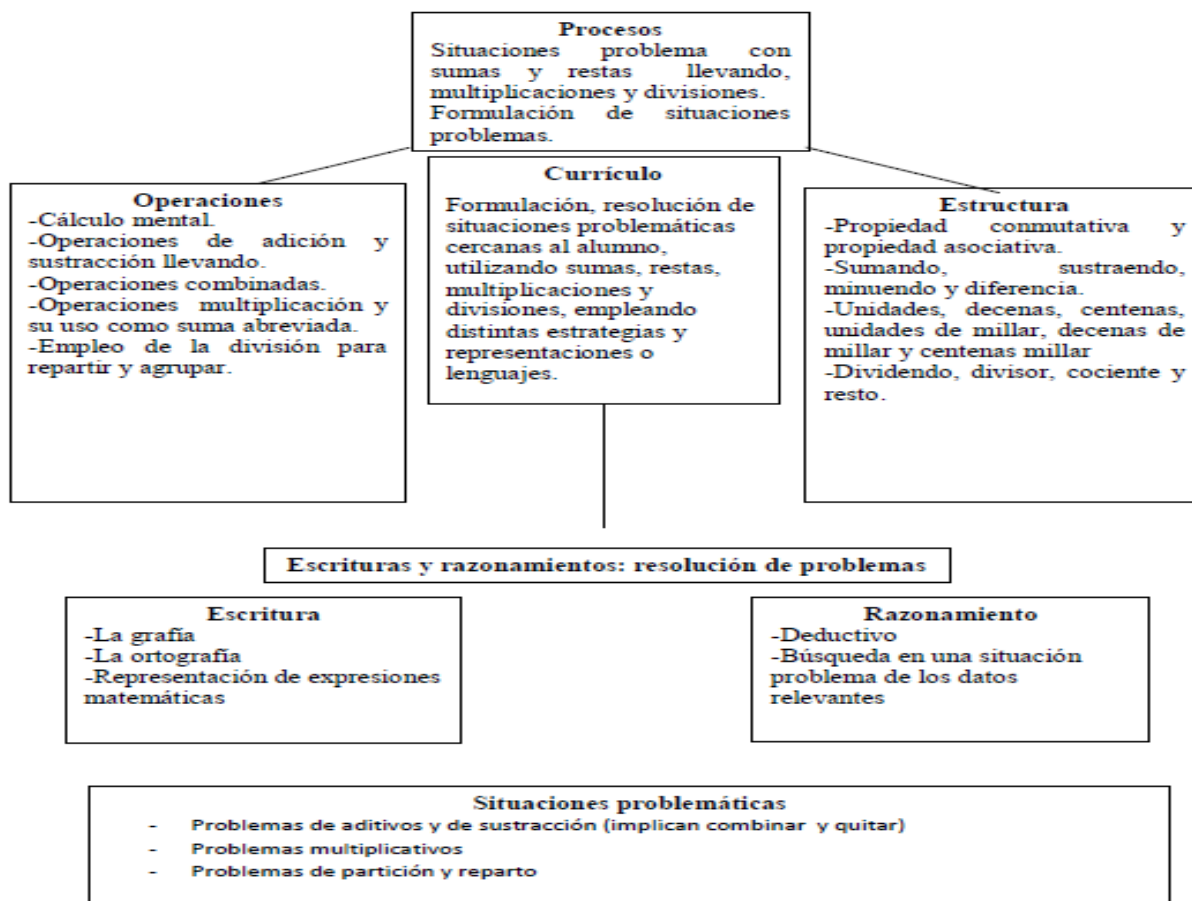 Procesos
Situaciones problema con
sumas y restas llevando,
multiplicaciones y divisiones.
Formulación de situaciones
problemas.
Operaciones
-Cálculo mental.
-Operaciones de adición y
sustracción llevando.
-Operaciones combinadas.
-Operaciones multiplicación y
su uso como suma abreviada.
-Empleo de la división para
repartir y agrupar.
Currículo
Formulación, resolución de
situaciones problemáticas
cercanas al alumno,
utilizando sumas, restas,
multiplicaciones y
divisiones, empleando
distintas estrategias y
representaciones o
lenguajes.
Estructura
-Propiedad conmutativa y
propiedad asociativa.
-Sumando, sustraendo,
minuendo y diferencia.
-Unidades, decenas, centenas,
unidades de millar, decenas de
millar y centenas millar
-Dividendo, divisor, cociente y
resto.
Escrituras y razonamientos: resolución de problemas
Escritura
-La grafía
-La ortografía
-Representación de expresiones
matemáticas
Razonamiento
-Deductivo
-Búsqueda en una situación
problema de los datos
relevantes
Situaciones problemáticas
- Problemas de aditivos y de sustracción (implican combinar y quitar)
- Problemas multiplicativos
- Problemas de partición y reparto